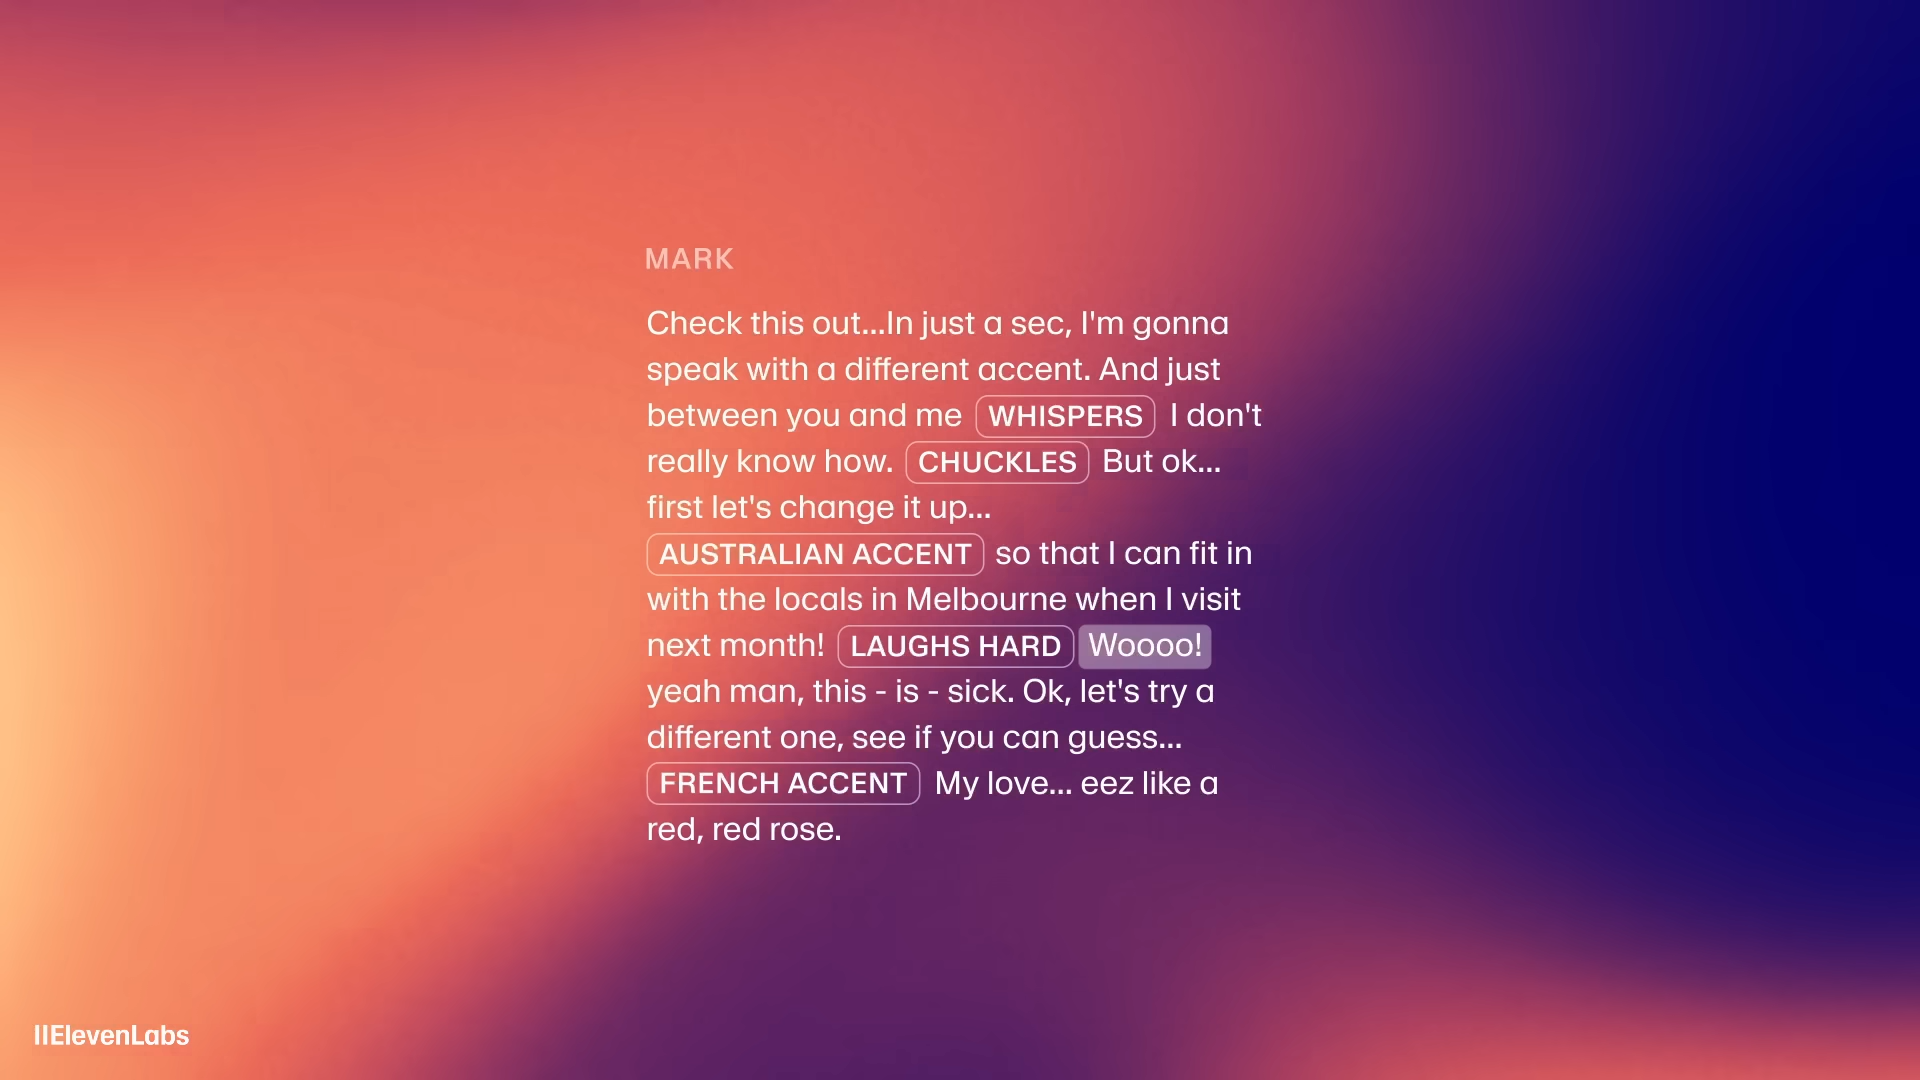 MARK
Check this out...In just a sec, I'm gonna
speak with a different accent. And just
between you and me WHISPERS I don't
really know how. CHUCKLES But ok...
first let's change it up...
AUSTRALIAN ACCENT so that I can fit in
with the locals in Melbourne when I visit
next month! LAUGHS HARD Woooo!
yeah man, this - is - sick. Ok, let's try a
different one, see if you can guess...
FRENCH ACCENT My love... eez like a
red, red rose.
IIElevenLabs